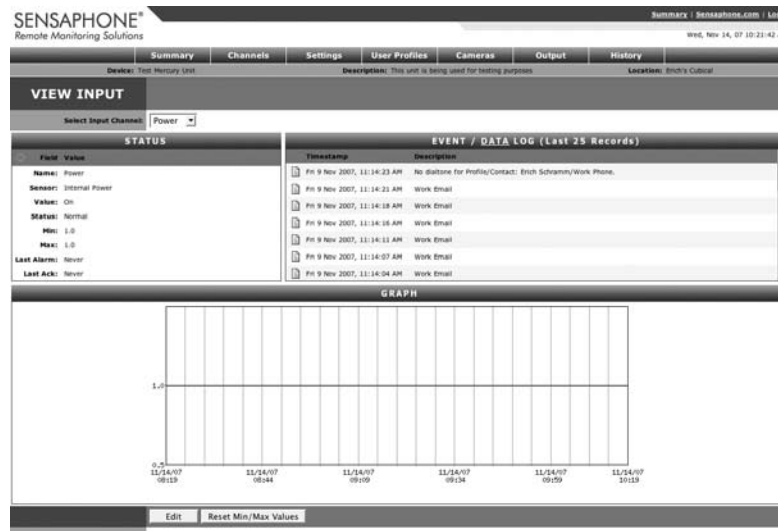 SENSAPHONE®
Remote Monitoring Solutions
Summary | Sensaphone.com | Lo
Wed, Nov 14, 07 10:21:42
Summary Channels Settings User Profiles Cameras Output History
Device: Test Mercury Unit Description: This unit is being used for testing purposes Location: Erich's Cubical
VIEW INPUT
Select Input Channel: Power
STATUS
Field Value
Name: Power
Sensor: Internal Power
Value: On
Status: Normal
Min: 1.0
Max: 1.0
Last Alarm: Never
Last Ack: Never
EVENT / DATA LOG (Last 25 Records)
Timestamp Description
Fri 9 Nov 2007, 11:14:23 AM No dialtone for Profile/Contact: Erich Schramm/Work Phone.
Fri 9 Nov 2007, 11:14:21 AM Work Email
Fri 9 Nov 2007, 11:14:18 AM Work Email
Fri 9 Nov 2007, 11:14:16 AM Work Email
Fri 9 Nov 2007, 11:14:11 AM Work Email
Fri 9 Nov 2007, 11:14:07 AM Work Email
Fri 9 Nov 2007, 11:14:04 AM Work Email
GRAPH
1.0
0.5
11/14/07 11/14/07 11/14/07 11/14/07 11/14/07 11/14/07
08:19 08:44 09:09 09:34 09:59 10:19
Edit Reset Min/Max Values